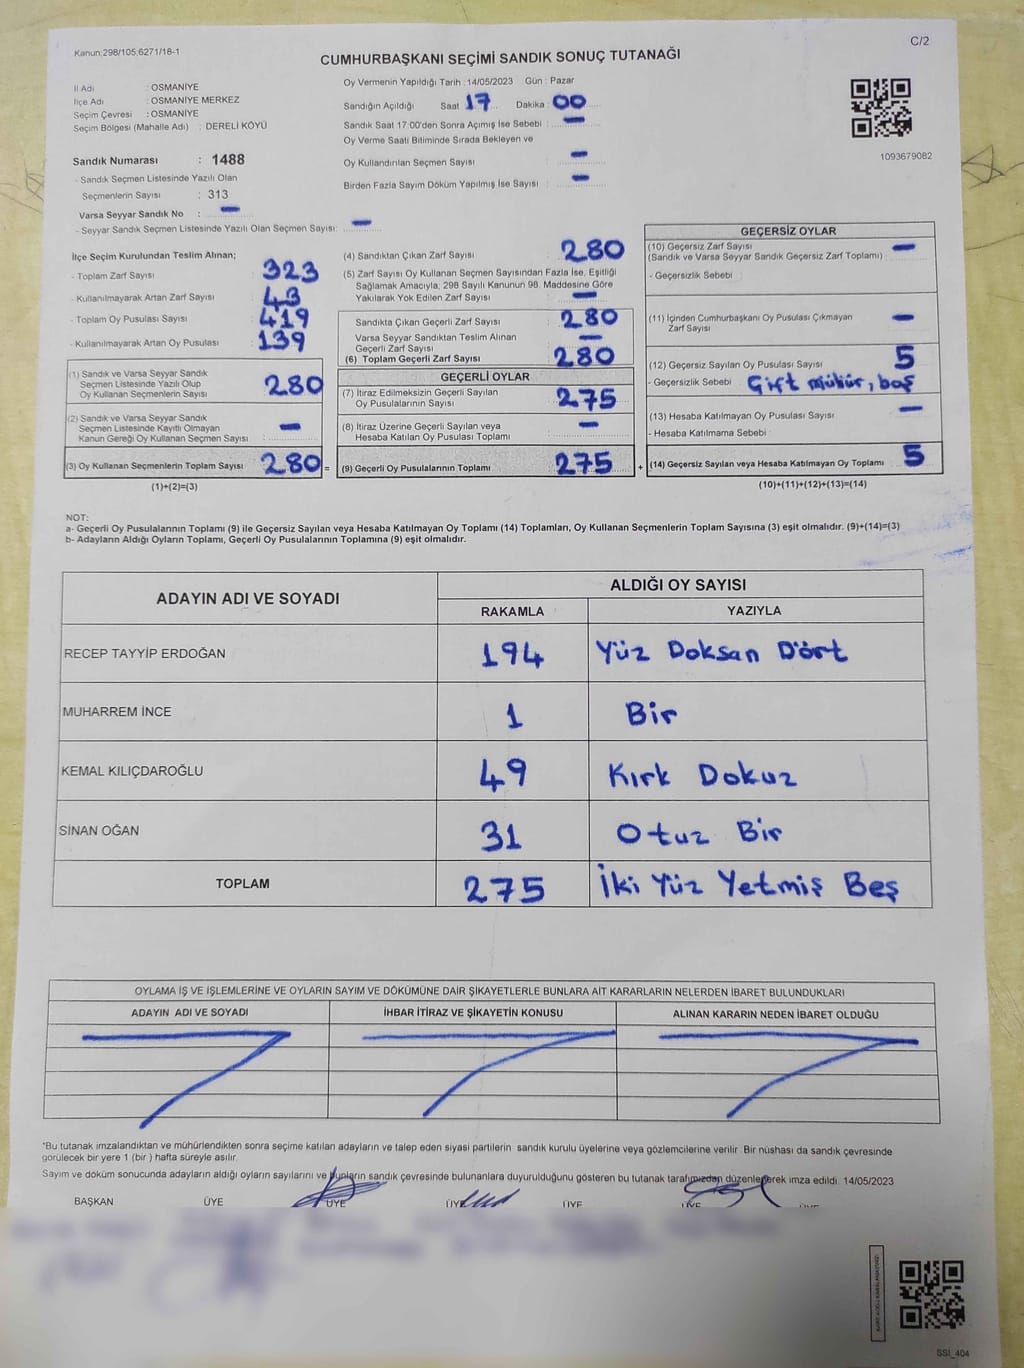 Kanun:298/105;6271/18-1
C/2
CUMHURBAŞKANI SEÇİMİ SANDIK SONUÇ TUTANAĞI
İl Adı : OSMANİYE
İlçe Adı : OSMANİYE MERKEZ
Seçim Çevresi : OSMANİYE
Seçim Bölgesi (Mahalle Adı) : DERELİ KÖYÜ
Sandık Numarası : 1488
- Sandık Seçmen Listesinde Yazılı Olan
Seçmenlerin Sayısı : 313
Varsa Seyyar Sandık No : -
- Seyyar Sandık Seçmen Listesinde Yazılı Olan Seçmen Sayısı: -
Oy Vermenin Yapıldığı Tarih : 14/05/2023 Gün : Pazar
Sandığın Açıldığı Saat 17 Dakika : 00
Sandık Saat 17:00'den Sonra Açımış İse Sebebi : -
Oy Verme Saati Bitiminde Sırada Bekleyen ve
Oy Kullandırılan Seçmen Sayısı : -
Birden Fazla Sayım Döküm Yapılmış İse Sayısı : -
1093679082
İlçe Seçim Kurulundan Teslim Alınan;
- Toplam Zarf Sayısı : 323
- Kullanılmayarak Artan Zarf Sayısı : 43
- Toplam Oy Pusulası Sayısı : 419
- Kullanılmayarak Artan Oy Pusulası : 139
(1) Sandık ve Varsa Seyyar Sandık
Seçmen Listesinde Yazılı Olup
Oy Kullanan Seçmenlerin Sayısı : 280
(2) Sandık ve Varsa Seyyar Sandık
Seçmen Listesinde Kayıtlı Olmayan
Kanun Gereği Oy Kullanan Seçmen Sayısı : -
(3) Oy Kullanan Seçmenlerin Toplam Sayısı : 280 =
(1)+(2)=(3)
(4) Sandıktan Çıkan Zarf Sayısı : 280
(5) Zarf Sayısı Oy Kullanan Seçmen Sayısından Fazla İse, Eşitliği
Sağlamak Amacıyla, 298 Sayılı Kanunun 98. Maddesine Göre
Yakılarak Yok Edilen Zarf Sayısı : -
Sandıkta Çıkan Geçerli Zarf Sayısı : 280
Varsa Seyyar Sandıktan Teslim Alınan
Geçerli Zarf Sayısı : -
(6) Toplam Geçerli Zarf Sayısı : 280
GEÇERLİ OYLAR
(7) İtiraz Edilmeksizin Geçerli Sayılan
Oy Pusulalarının Sayısı : 275
(8) İtiraz Üzerine Geçerli Sayılan veya
Hesaba Katılan Oy Pusulası Toplamı : -
(9) Geçerli Oy Pusulalarının Toplamı : 275 +
GEÇERSİZ OYLAR
(10) Geçersiz Zarf Sayısı : -
(Sandık ve Varsa Seyyar Sandık Geçersiz Zarf Toplamı)
- Geçersizlik Sebebi :
(11) İçinden Cumhurbaşkanı Oy Pusulası Çıkmayan
Zarf Sayısı : -
(12) Geçersiz Sayılan Oy Pusulası Sayısı : 5
- Geçersizlik Sebebi : Çift mühür, boş
(13) Hesaba Katılmayan Oy Pusulası Sayısı : -
- Hesaba Katılmama Sebebi :
(14) Geçersiz Sayılan veya Hesaba Katılmayan Oy Toplamı : 5
(10)+(11)+(12)+(13)=(14)
NOT:
a- Geçerli Oy Pusulalarının Toplamı (9) ile Geçersiz Sayılan veya Hesaba Katılmayan Oy Toplamı (14) Toplamları, Oy Kullanan Seçmenlerin Toplam Sayısına (3) eşit olmalıdır. (9)+(14)=(3)
b- Adayların Aldığı Oyların Toplamı, Geçerli Oy Pusulalarının Toplamına (9) eşit olmalıdır.
ADAYIN ADI VE SOYADI
ALDIĞI OY SAYISI
RAKAMLA YAZIYLA
RECEP TAYYİP ERDOĞAN 194 Yüz Doksan Dört
MUHARREM İNCE 1 Bir
KEMAL KILIÇDAROĞLU 49 Kırk Dokuz
SİNAN OĞAN 31 Otuz Bir
TOPLAM 275 İki Yüz Yetmiş Beş
OYLAMA İŞ VE İŞLEMLERİNE VE OYLARIN SAYIM VE DÖKÜMÜNE DAİR ŞİKAYETLERLE BUNLARA AİT KARARLARIN NELERDEN İBARET BULUNDUKLARI
ADAYIN ADI VE SOYADI İHBAR İTİRAZ VE ŞİKAYETİN KONUSU ALINAN KARARIN NEDEN İBARET OLDUĞU
*Bu tutanak imzalandıktan ve mühürlendikten sonra seçime katılan adayların ve talep eden siyasi partilerin sandık kurulu üyelerine veya gözlemcilerine verilir. Bir nüshası da sandık çevresinde
görülecek bir yere 1 (bir ) hafta süreyle asılır.
Sayım ve döküm sonucunda adayların aldığı oyların sayılarını ve bunların sandık çevresinde bulunanlara duyurulduğunu gösteren bu tutanak tarafımızdan düzenlenerek imza edildi. 14/05/2023
BAŞKAN ÜYE ÜYE ÜYE ÜYE ÜYE ÜYE
SSI_404